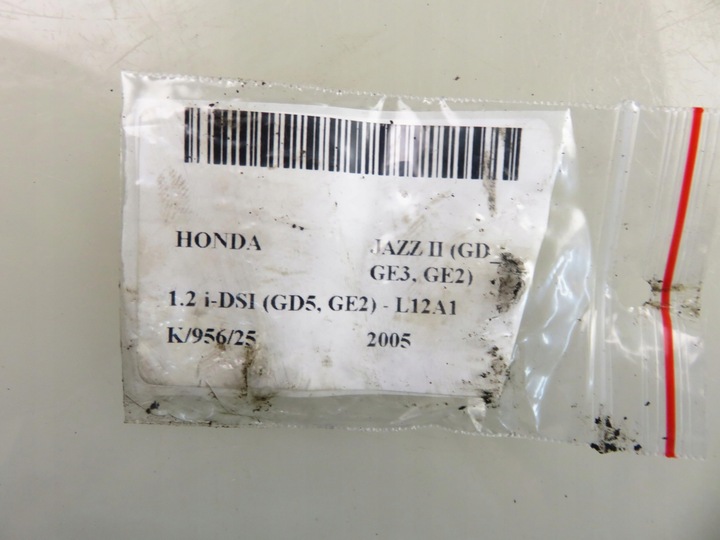 HONDA JAZZ II (GD_
GE3, GE2)
1.2 i-DSI (GD5, GE2) - L12A1
K/956/25 2005